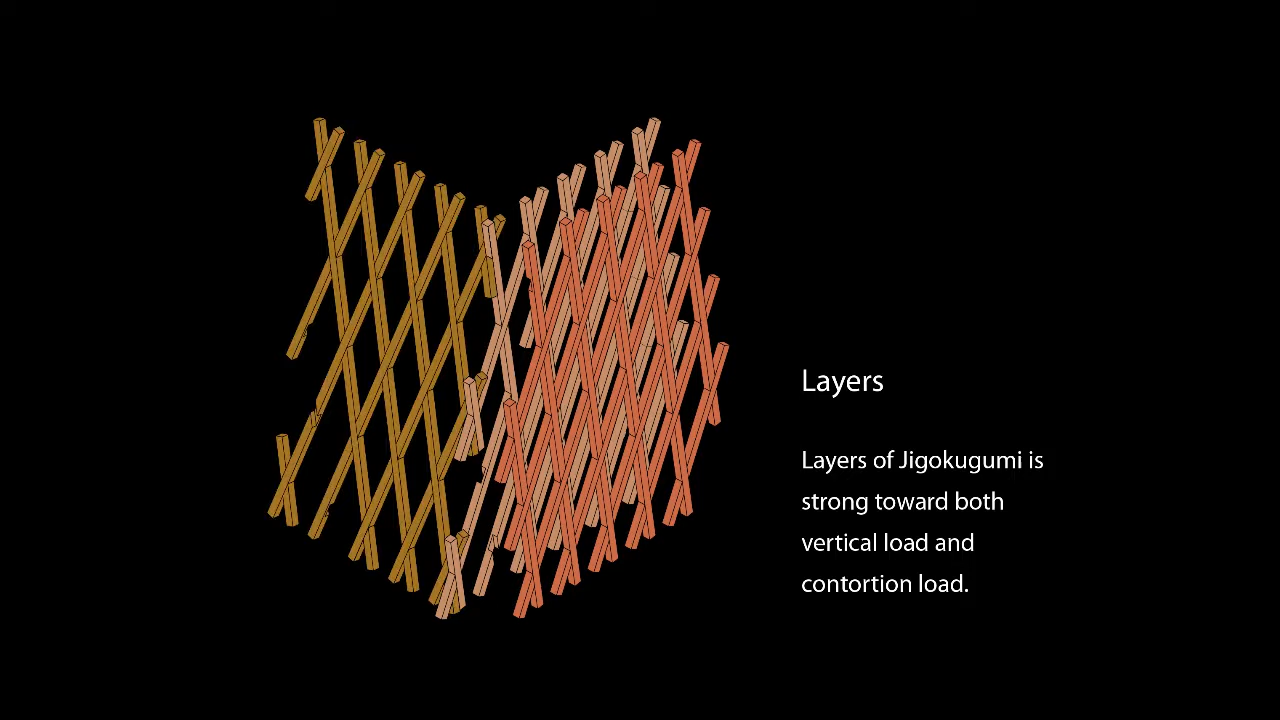 Layers
Layers of Jigokugumi is
strong toward both
vertical load and
contortion load.